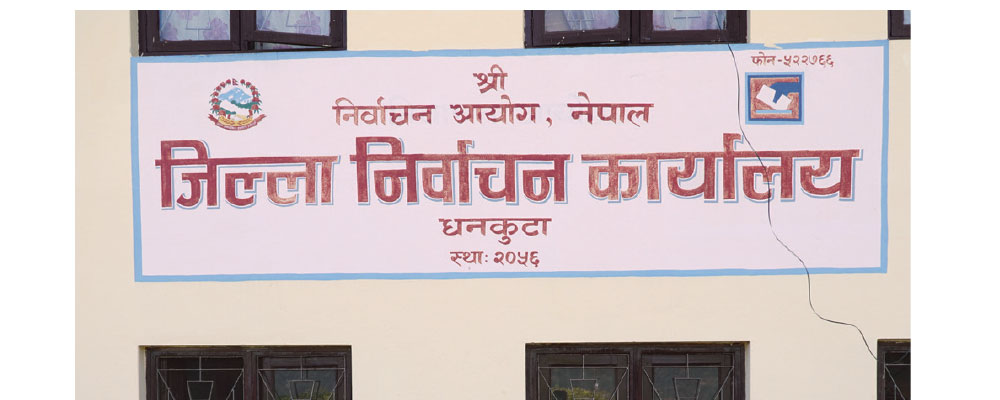 फोन-५२२७६६
श्री
निर्वाचन आयोग, नेपाल
जिल्ला निर्वाचन कार्यालय
धनकुटा
स्था: २०५६